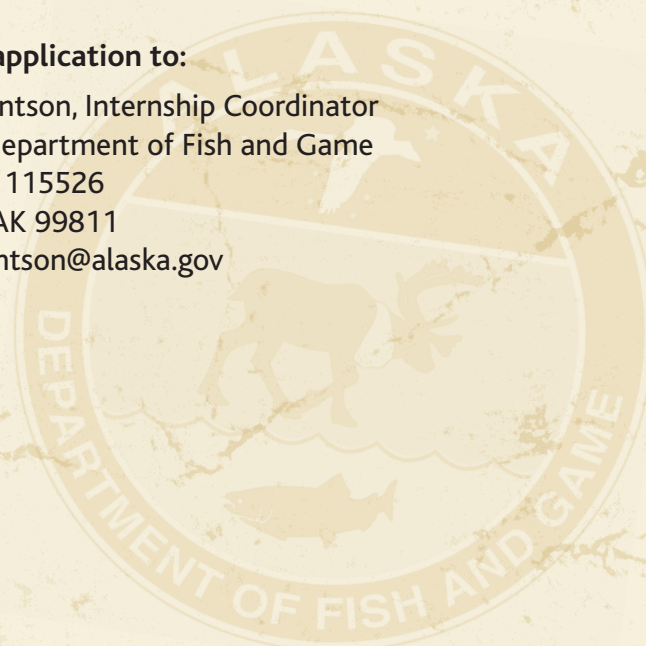 application to:
ntson, Internship Coordinator
epartment of Fish and Game
115526
AK 99811
ntson@alaska.gov
ALASKA
DEPARTMENT OF FISH AND GAME